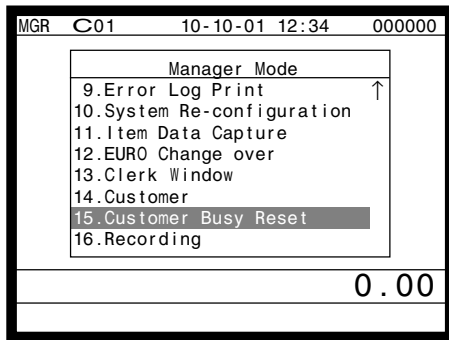 MGR C01 10-10-01 12:34 000000
Manager Mode
9.Error Log Print ↑
10.System Re-configuration
11.Item Data Capture
12.EURO Change over
13.Clerk Window
14.Customer
15.Customer Busy Reset
16.Recording
0.00